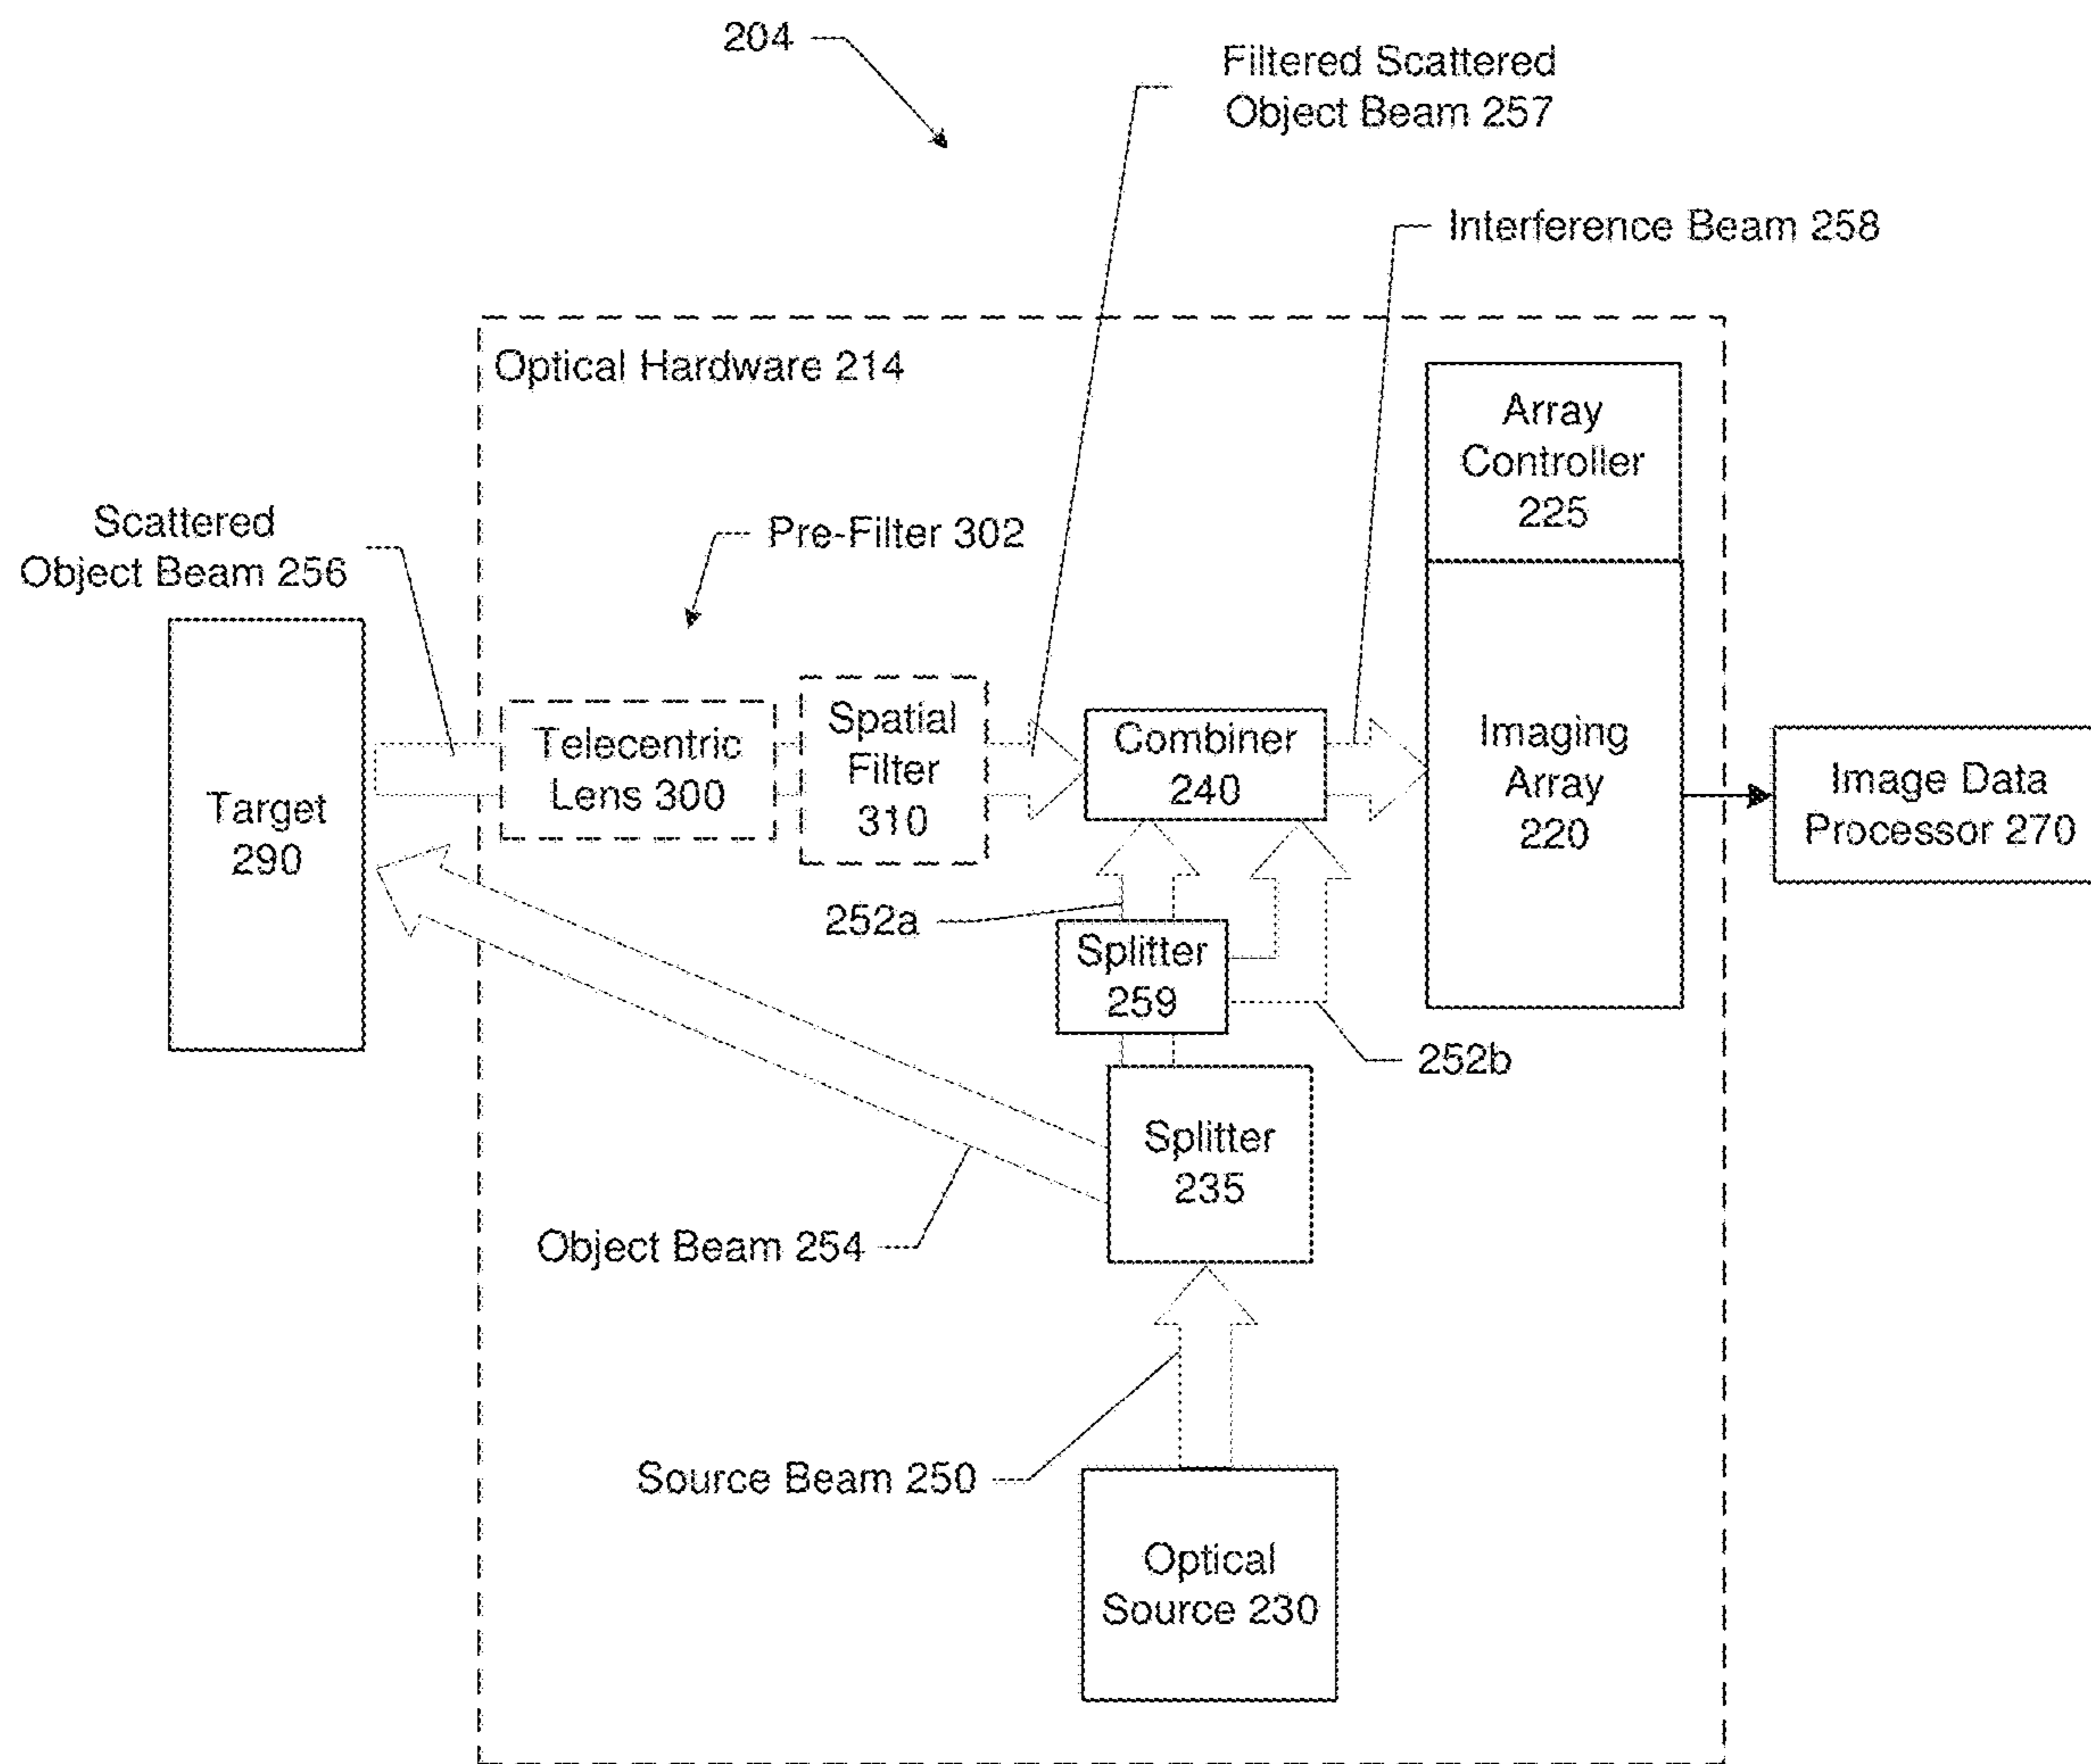 204
Filtered Scattered
Object Beam 257
Interference Beam 258
Optical Hardware 214
Array
Controller
225
Scattered
Object Beam 256
Pre-Filter 302
Target
290
Telecentric
Lens 300
Spatial
Filter
310
Combiner
240
Imaging
Array
220
Image Data
Processor 270
252a
Splitter
259
252b
Splitter
235
Object Beam 254
Source Beam 250
Optical
Source 230